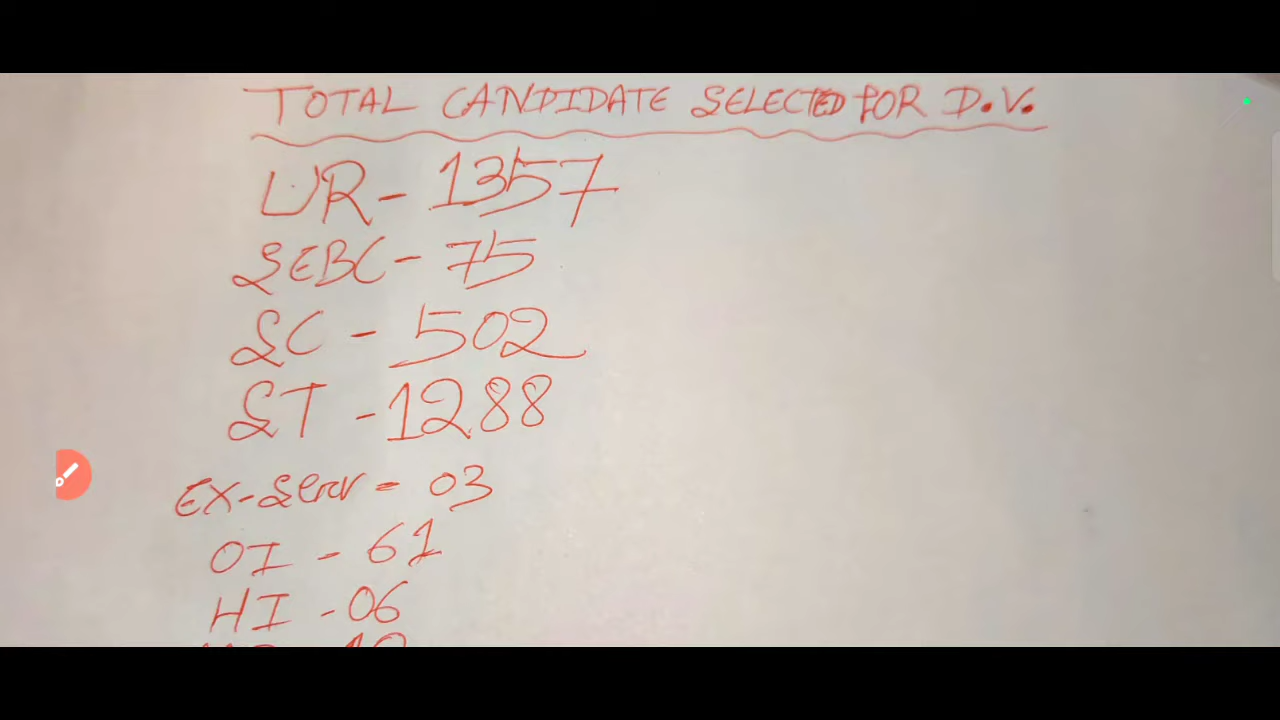 TOTAL CANDIDATE SELECTED FOR D.V.
UR - 1357
SEBC - 75
SC - 502
ST - 1288
EX-Serv - 03
OI - 61
HI - 06